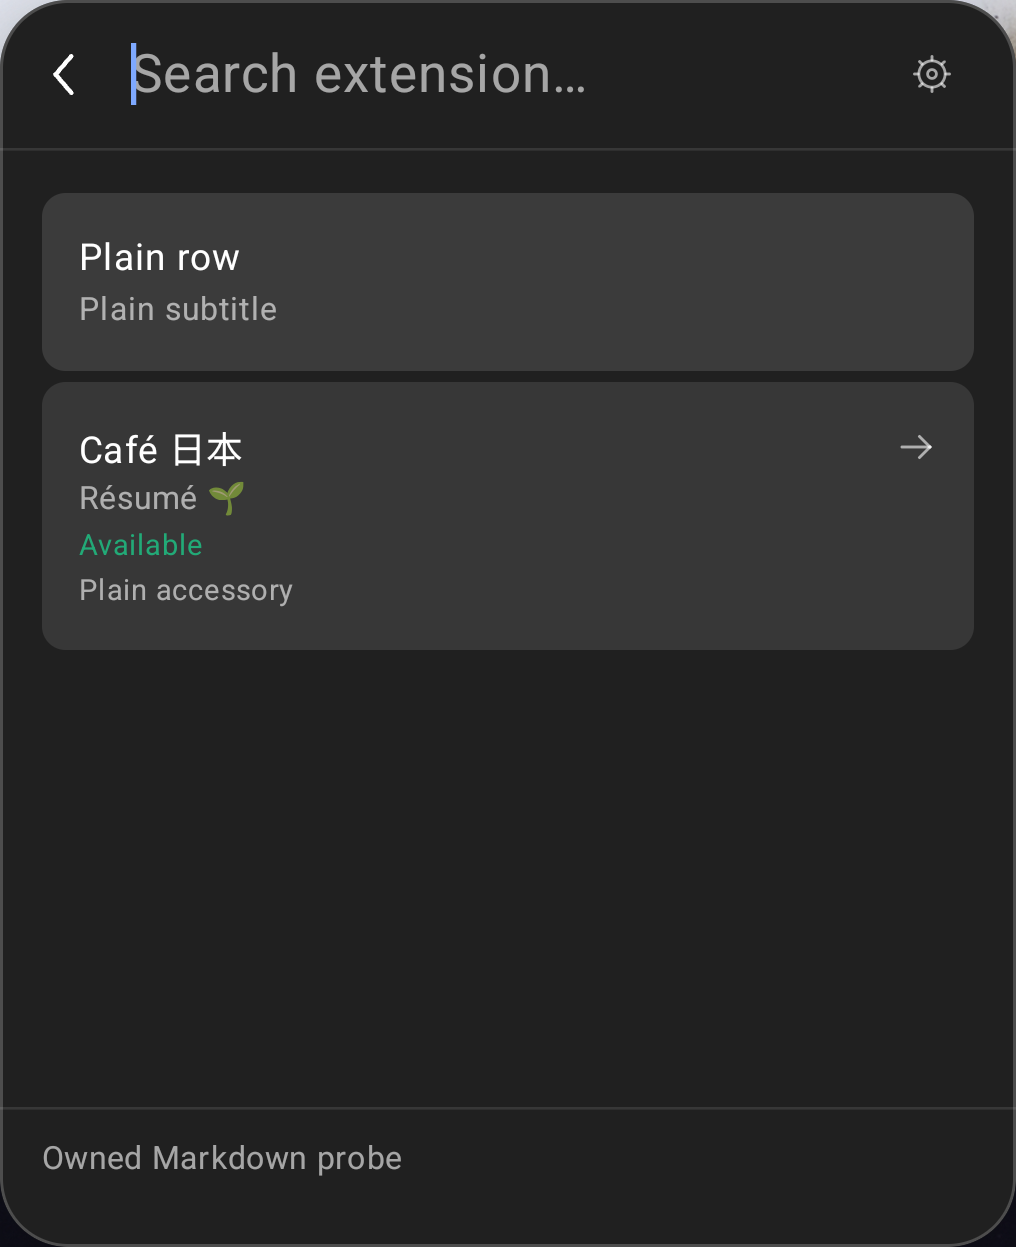 Search extension…
Plain row
Plain subtitle
Café 日本
Résumé 🌱
Available
Plain accessory
Owned Markdown probe